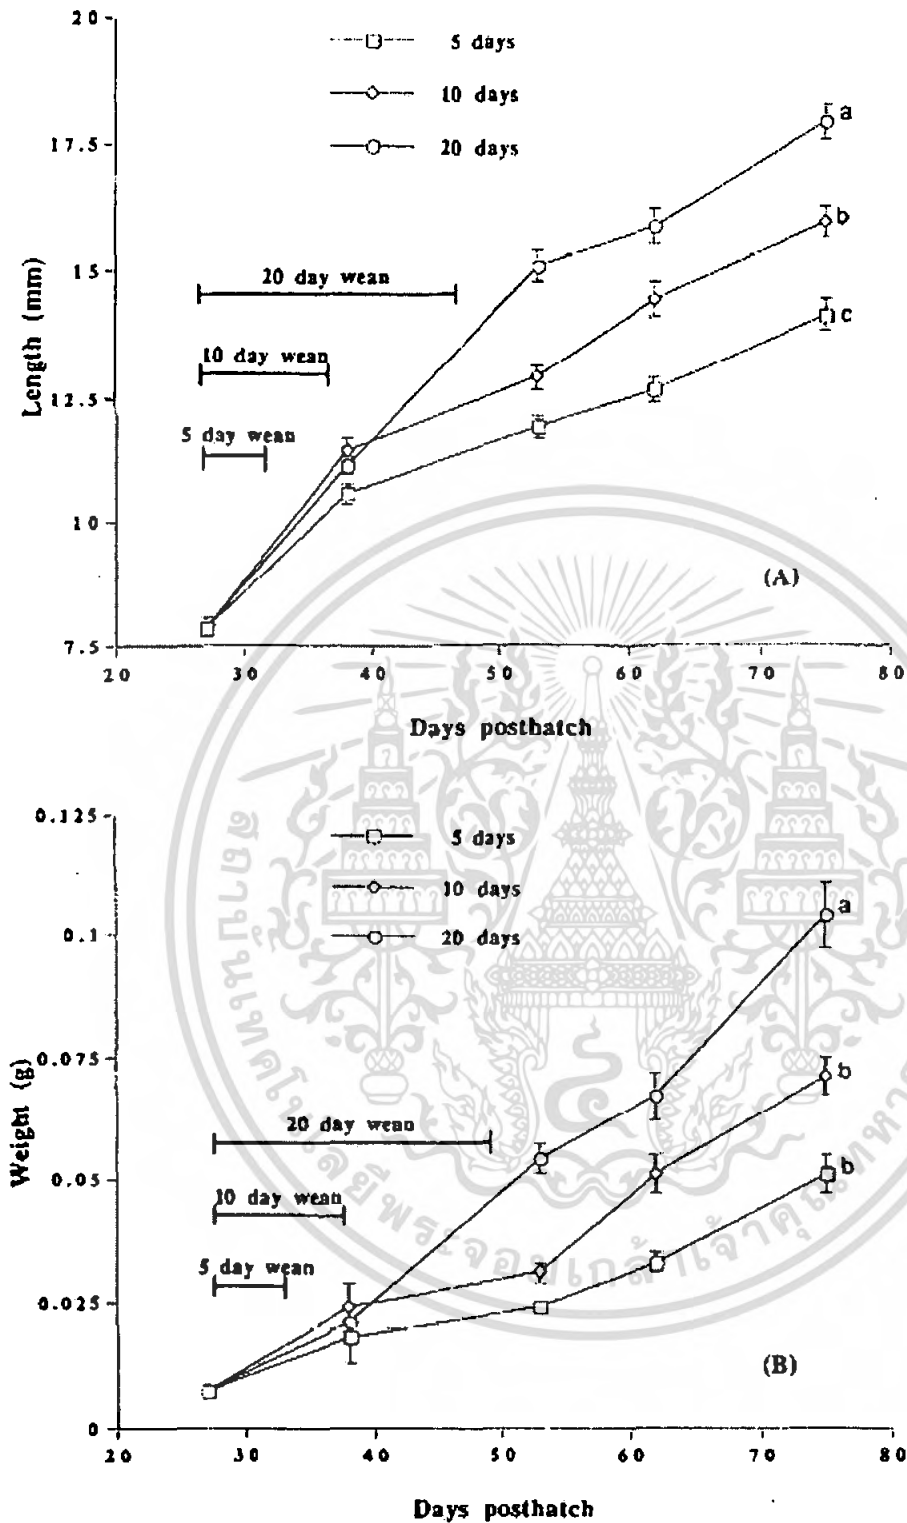 20
5 days
10 days
20 days
a
17.5
b
20 day wean
15
c
10 day wean
12.5
5 day wean
10
(A)
7.5
20 30 40 50 60 70 80
Length (mm)
Days posthatch
0.125
5 days
10 days
20 days
a
0.1
0.075
b
20 day wean
0.05
b
10 day wean
5 day wean
0.025
(B)
0
20 30 40 50 60 70 80
Weight (g)
Days posthatch